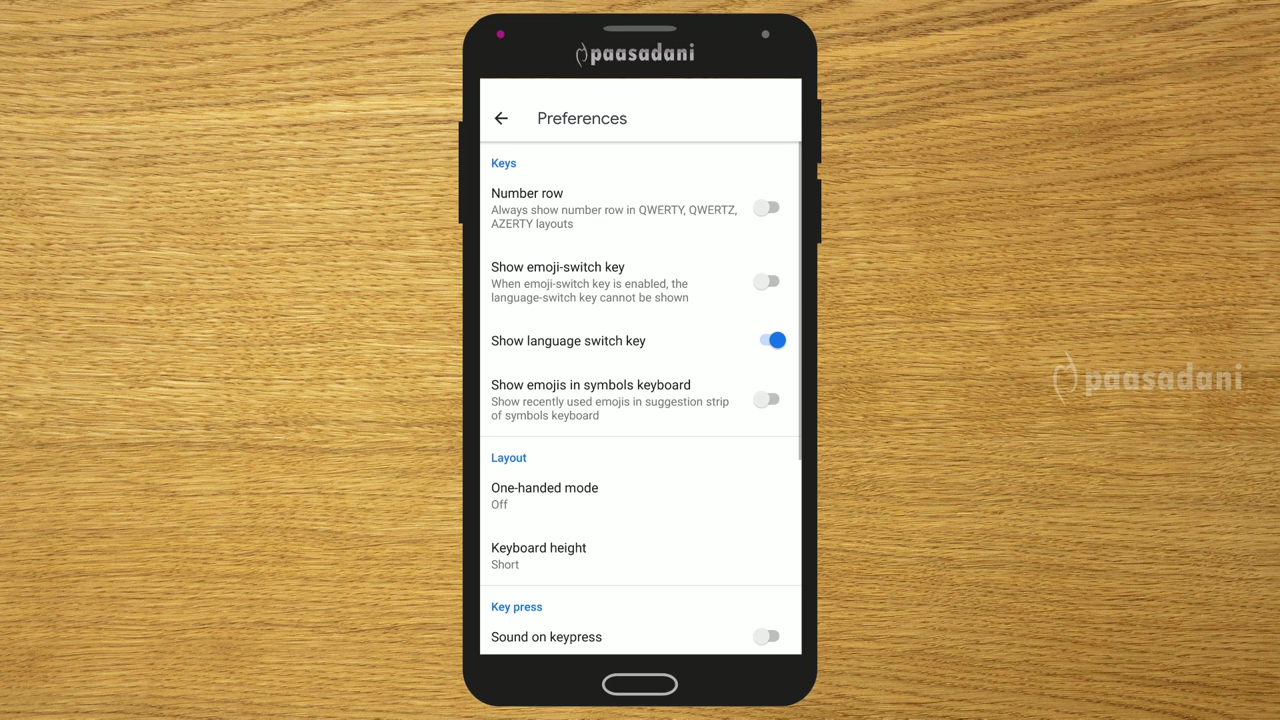 paasadani
Preferences
Keys
Number row
Always show number row in QWERTY, QWERTZ,
AZERTY layouts
Show emoji-switch key
When emoji-switch key is enabled, the
language-switch key cannot be shown
Show language switch key
Show emojis in symbols keyboard
Show recently used emojis in suggestion strip
of symbols keyboard
Layout
One-handed mode
Off
Keyboard height
Short
Key press
Sound on keypress
paasadani